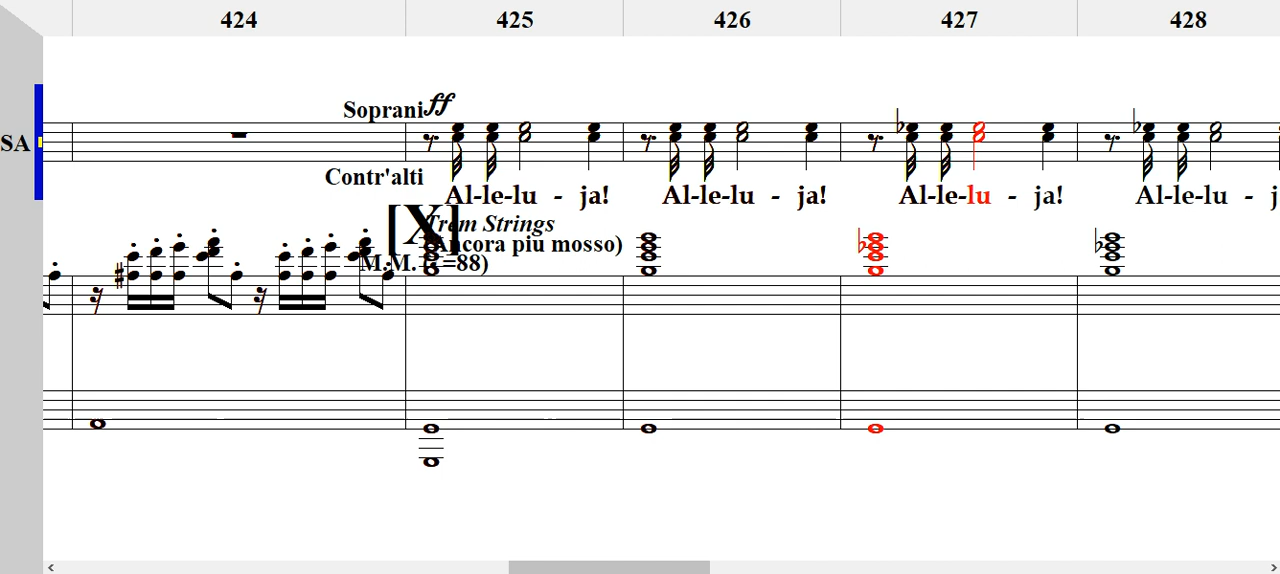 424 425 426 427 428
Soprani ff
SA
Contr'alti
Al-le-lu - ja! Al-le-lu - ja! Al-le-lu - ja! Al-le-lu - j
[X]
Trem Strings
(Ancora piu mosso)
M.M. =88)